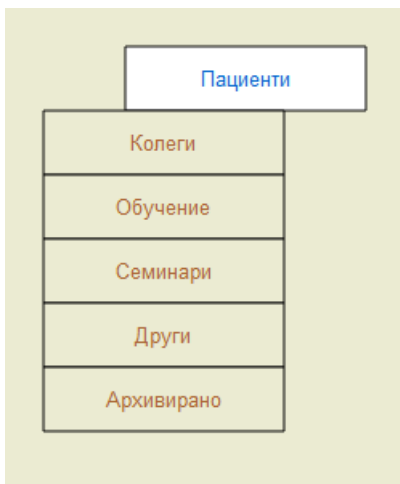 Пациенти
Колеги
Обучение
Семинари
Други
Архивирано